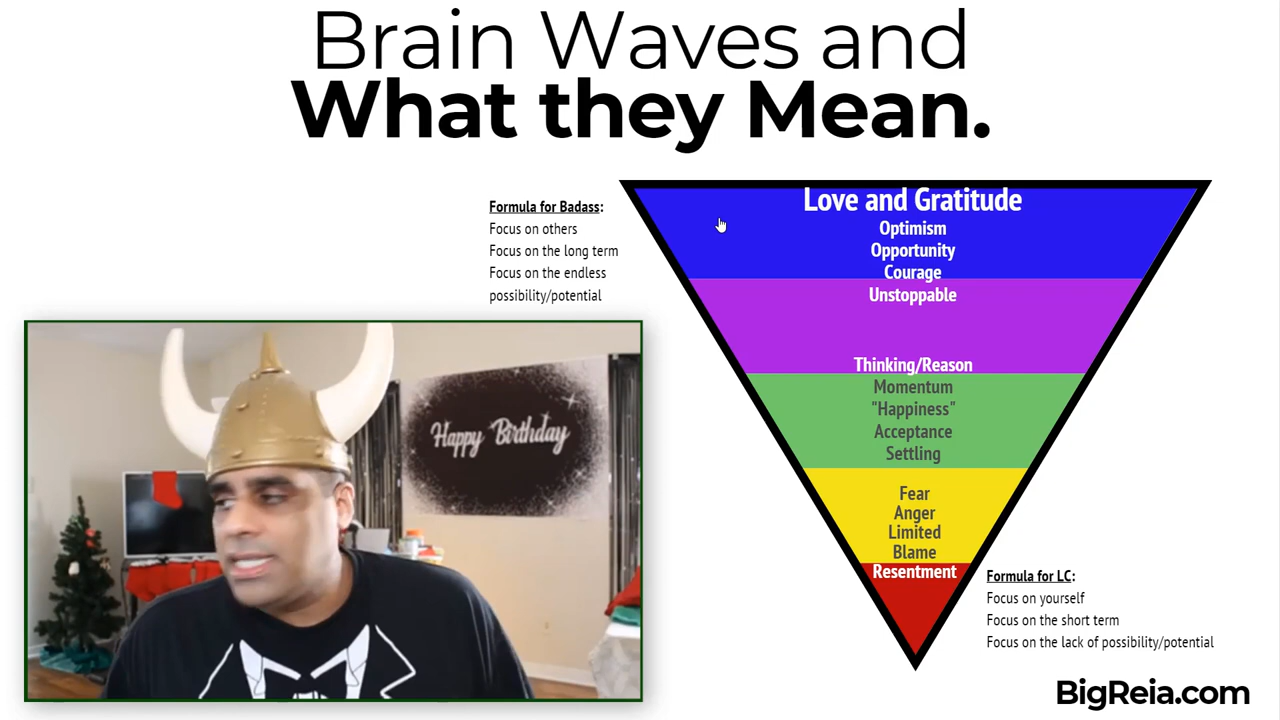 Brain Waves and
What they Mean.
Formula for Badass:
Focus on others
Focus on the long term
Focus on the endless
possibility/potential
Love and Gratitude
Optimism
Opportunity
Courage
Unstoppable
Thinking/Reason
Momentum
"Happiness"
Acceptance
Settling
Fear
Anger
Limited
Blame
Resentment
Happy Birthday
Formula for LC:
Focus on yourself
Focus on the short term
Focus on the lack of possibility/potential
BigReia.com